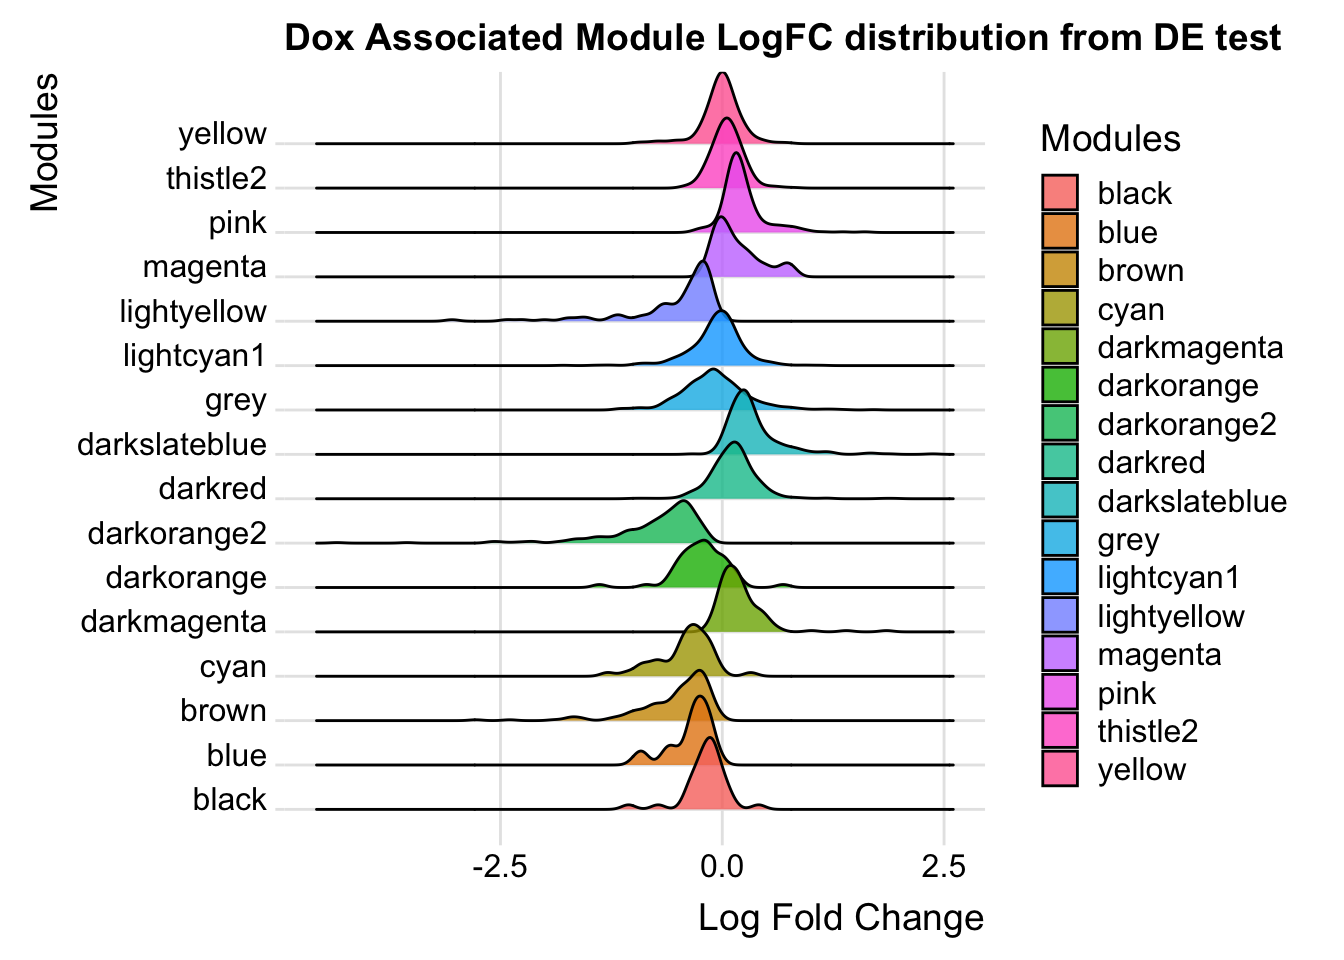 Dox Associated Module LogFC distribution from DE test
Modules
yellow
thistle2
pink
magenta
lightyellow
lightcyan1
grey
darkslateblue
darkred
darkorange2
darkorange
darkmagenta
cyan
brown
blue
black
-2.5 0.0 2.5
Log Fold Change
Modules
black
blue
brown
cyan
darkmagenta
darkorange
darkorange2
darkred
darkslateblue
grey
lightcyan1
lightyellow
magenta
pink
thistle2
yellow